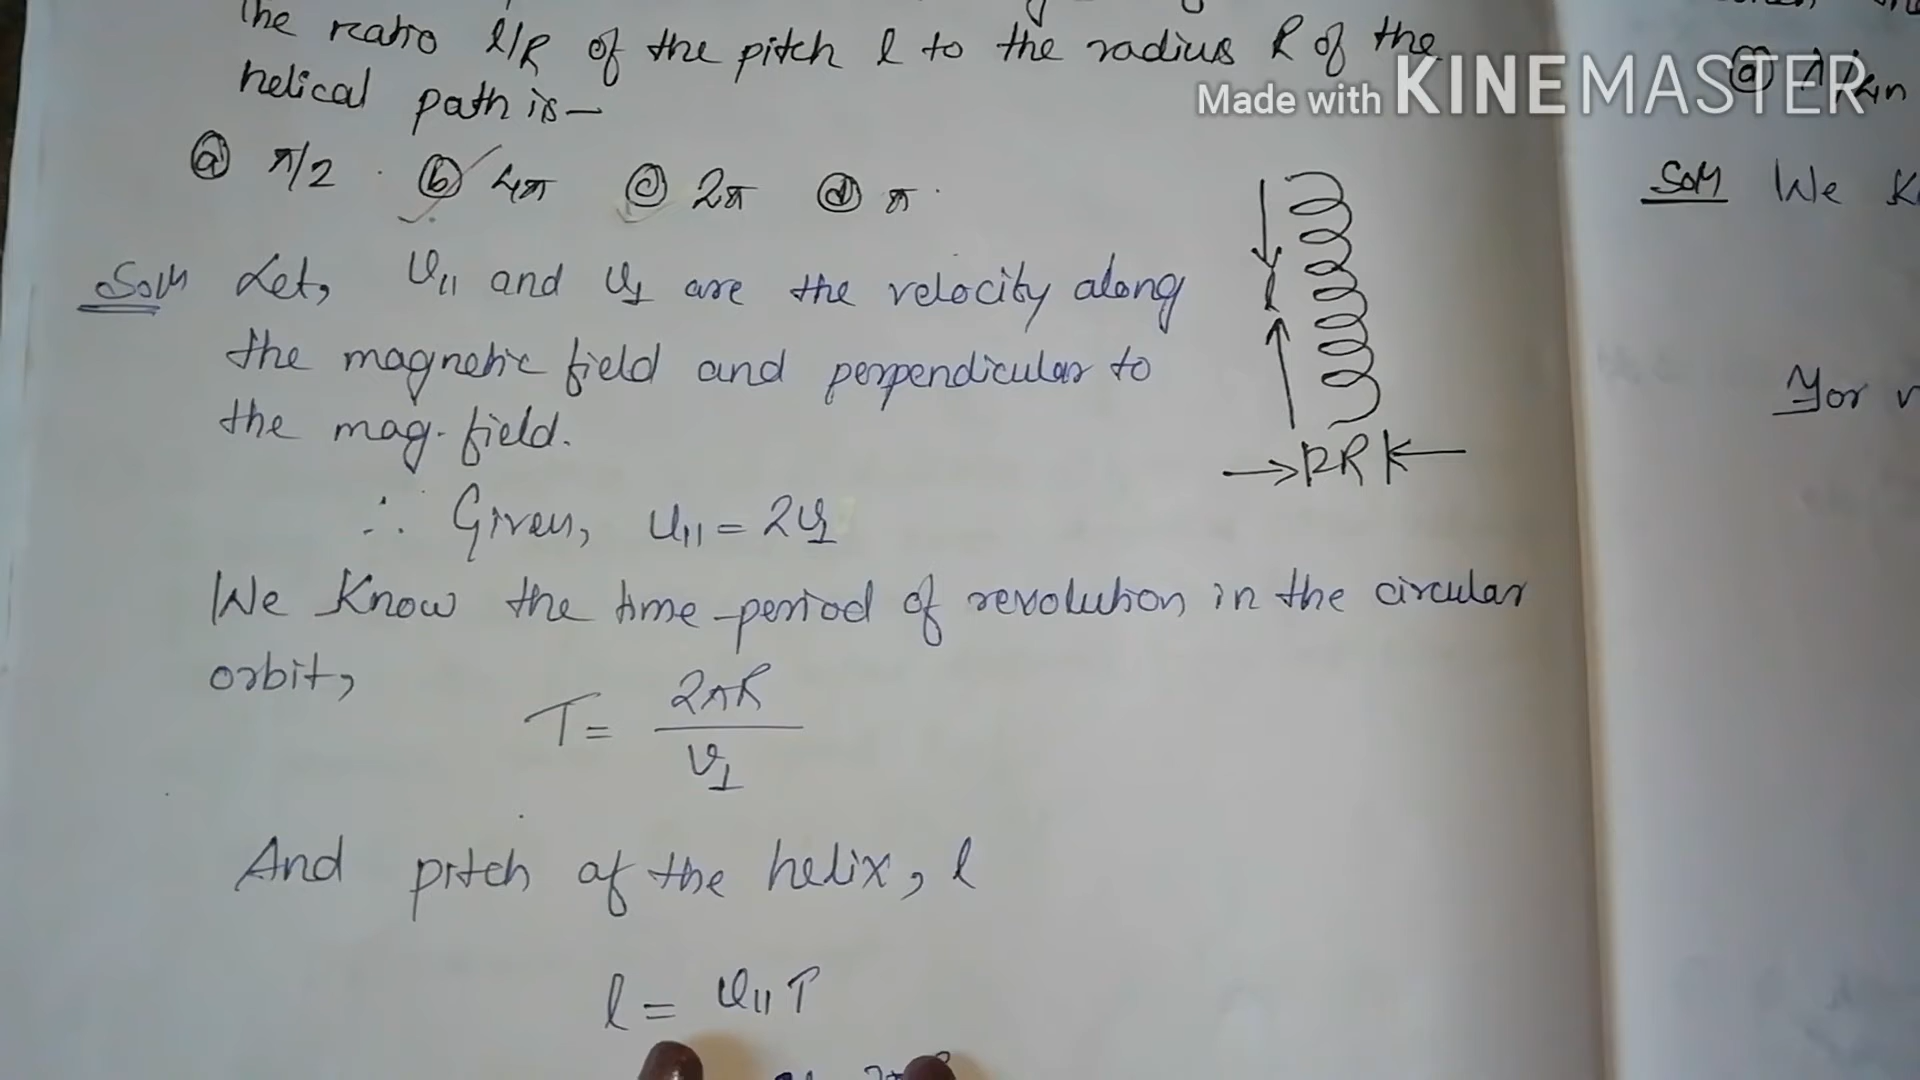 The ratio l/R of the pitch l to the radius R of the
helical path is—
ⓐ π/2 ⓑ 4π ⓒ 2π ⓓ π
Soln Let, v∥ and v⊥ are the velocity along
the magnetic field and perpendicular to
the mag. field.
l
2R
∴ Given, v∥ = 2v⊥
We Know the time-period of revolution in the circular
orbit,
T = 2πR / v⊥
And pitch of the helix, l
l = v∥ T
Made with KINEMASTER
ⓐ
Soln We
For